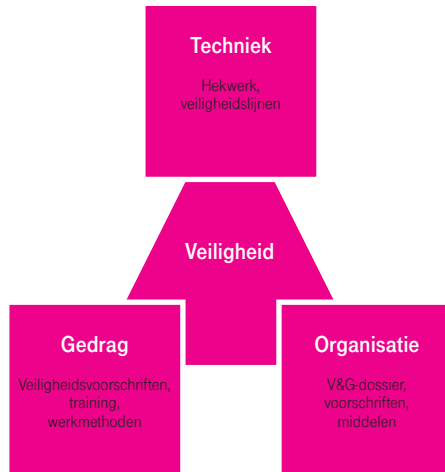 Techniek
Hekwerk,
veiligheidslijnen
Veiligheid
Gedrag
Veiligheidsvoorschriften,
training,
werkmethoden
Organisatie
V&G-dossier,
voorschriften,
middelen